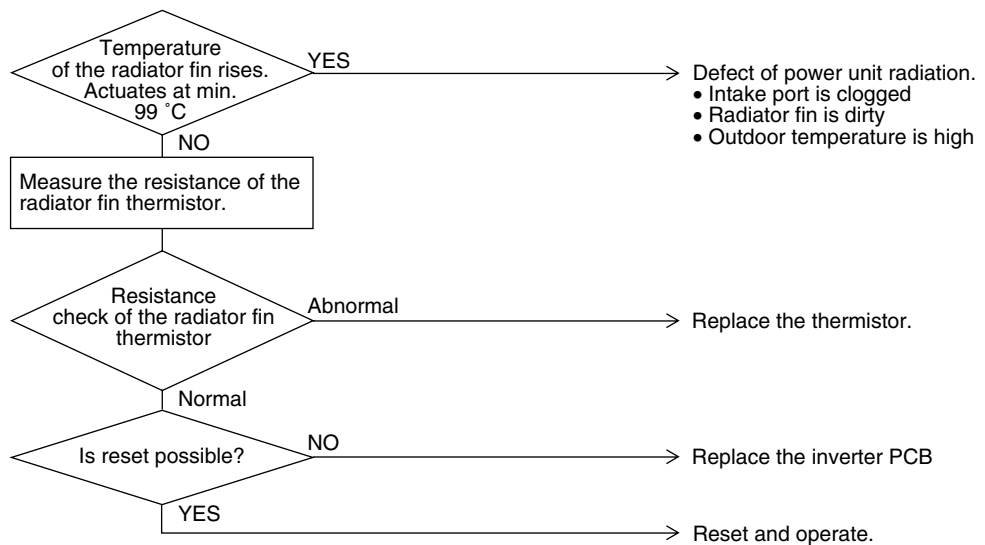 Temperature
of the radiator fin rises.
Actuates at min.
99 ˚C
YES
Defect of power unit radiation.
• Intake port is clogged
• Radiator fin is dirty
• Outdoor temperature is high
NO
Measure the resistance of the
radiator fin thermistor.
Resistance
check of the radiator fin
thermistor
Abnormal
Replace the thermistor.
Normal
Is reset possible?
NO
Replace the inverter PCB
YES
Reset and operate.